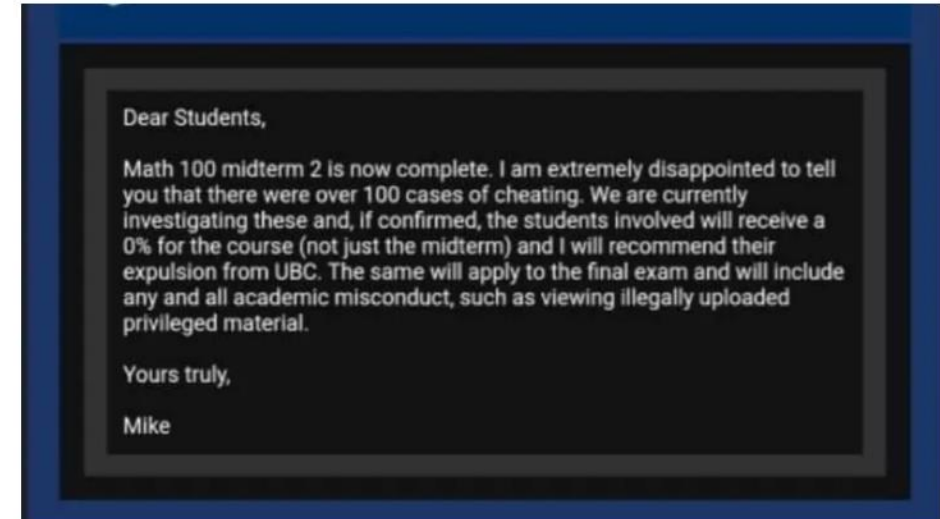 Dear Students,
Math 100 midterm 2 is now complete. I am extremely disappointed to tell
you that there were over 100 cases of cheating. We are currently
investigating these and, if confirmed, the students involved will receive a
0% for the course (not just the midterm) and I will recommend their
expulsion from UBC. The same will apply to the final exam and will include
any and all academic misconduct, such as viewing illegally uploaded
privileged material.
Yours truly,
Mike